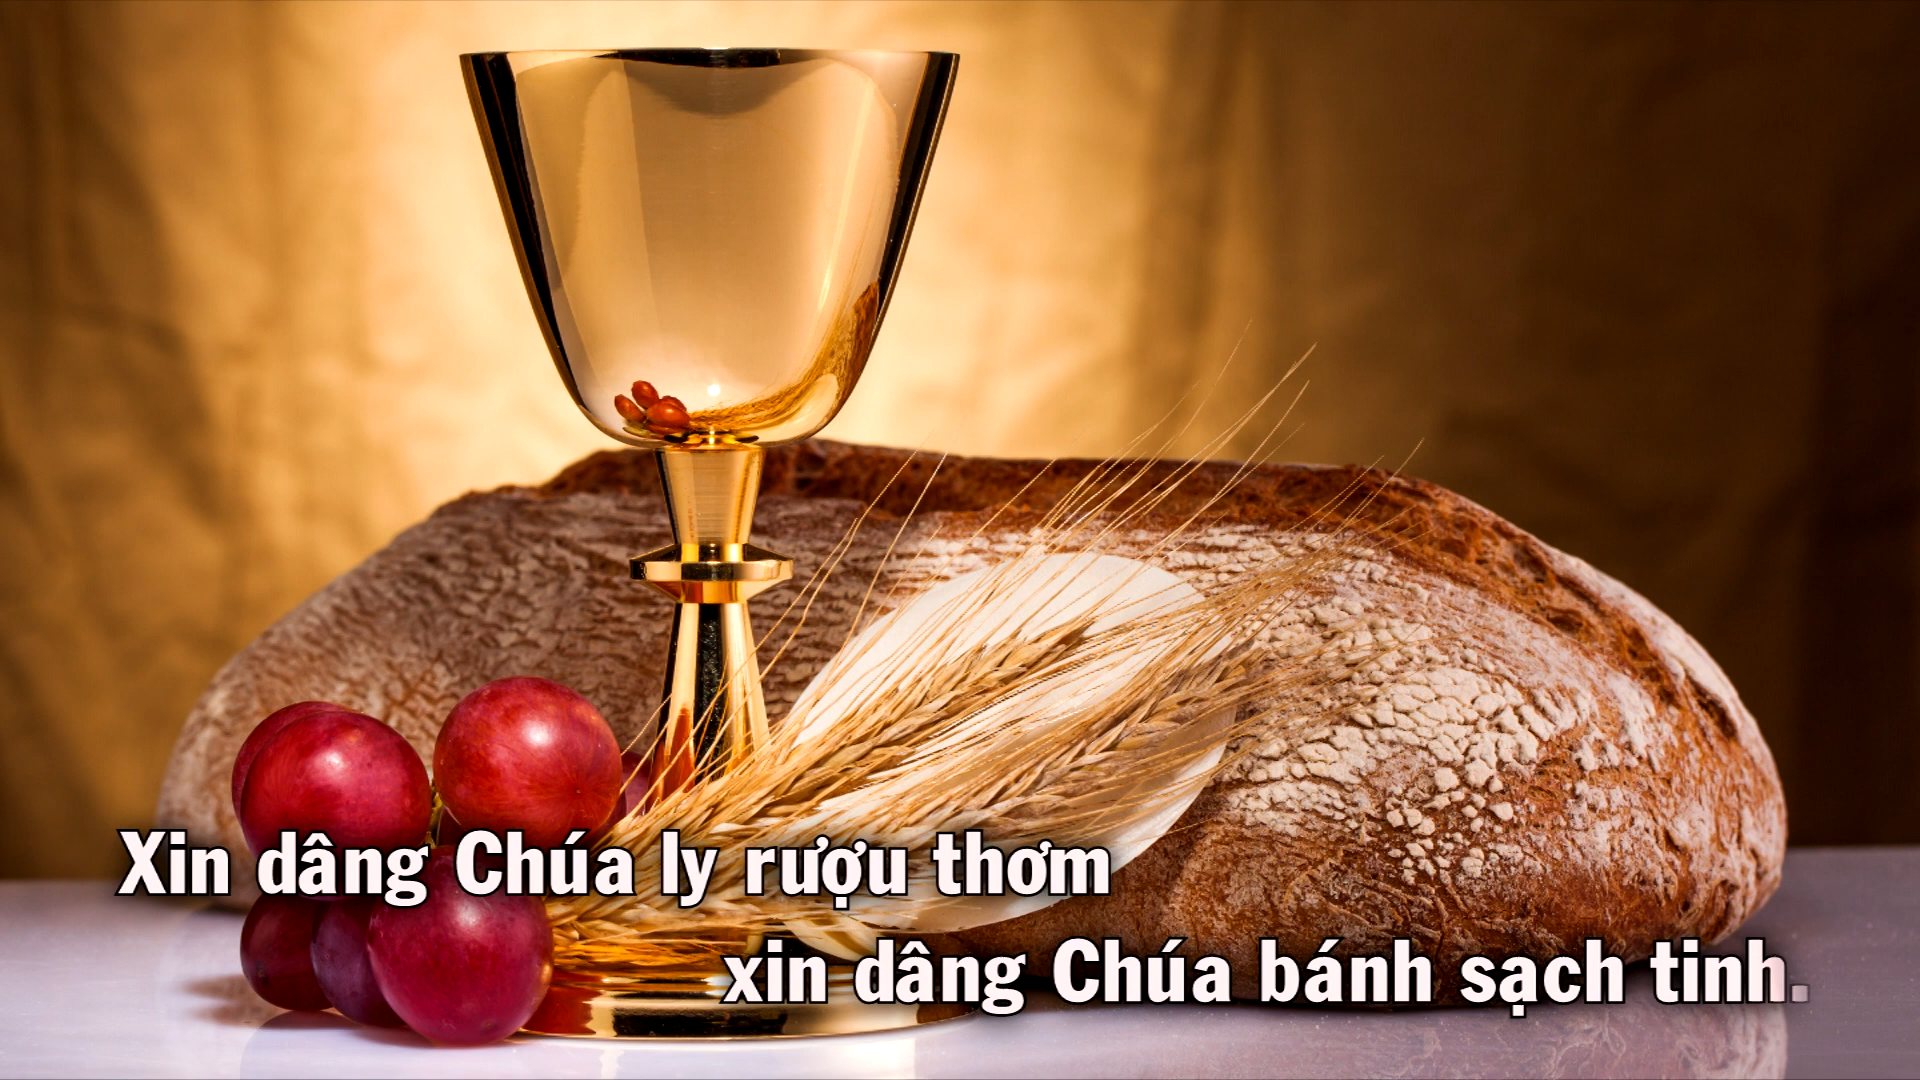 Xin dâng Chúa ly rượu thơm
xin dâng Chúa bánh sạch tinh.